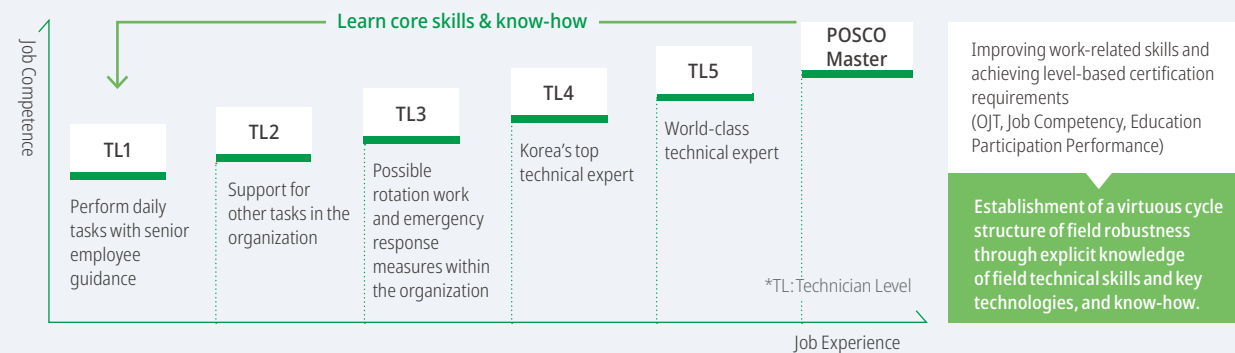 Learn core skills & know-how
Job Competence
TL1
Perform daily
tasks with senior
employee
guidance
TL2
Support for
other tasks in the
organization
TL3
Possible
rotation work
and emergency
response
measures within
the organization
TL4
Korea's top
technical expert
TL5
World-class
technical expert
POSCO
Master
*TL: Technician Level
Job Experience
Improving work-related skills and
achieving level-based certification
requirements
(OJT, Job Competency, Education
Participation Performance)
Establishment of a virtuous cycle
structure of field robustness
through explicit knowledge
of field technical skills and key
technologies, and know-how.